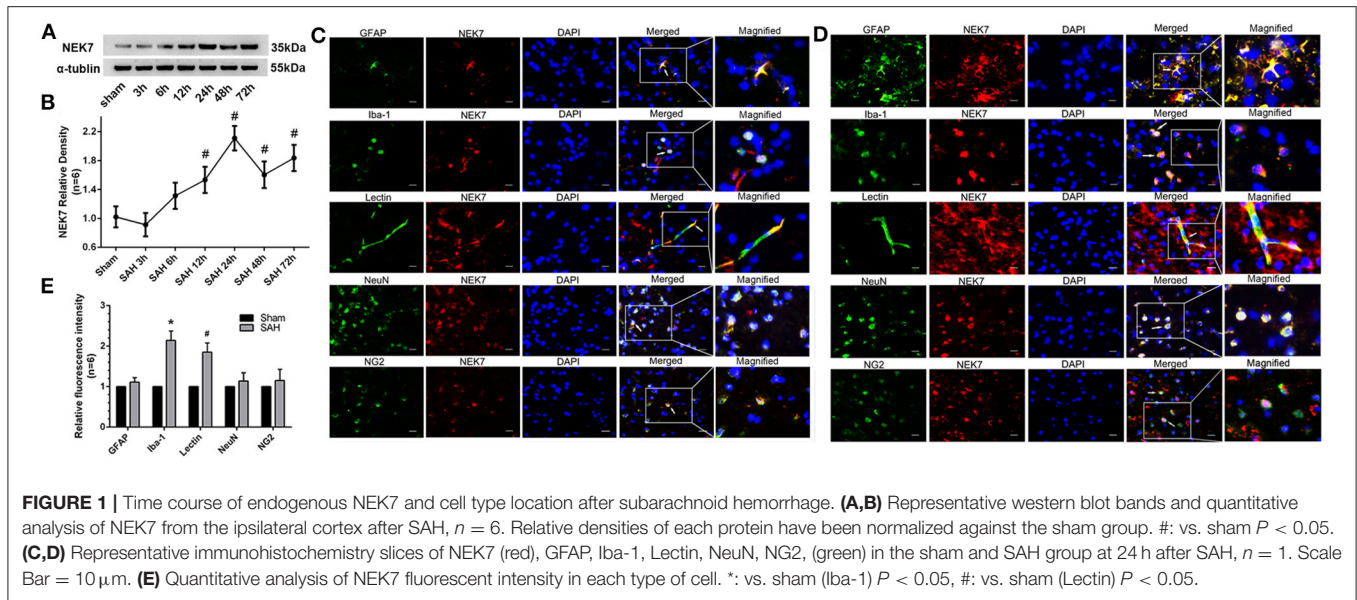 A
NEK7 35kDa
α-tublin 55kDa
sham 3h 6h 12h 24h 48h 72h
B
NEK7 Relative Density
(n=6)
2.2
1.8
1.4
1.0
0.6
# # # #
Sham SAH 3h SAH 6h SAH 12h SAH 24h SAH 48h SAH 72h
E
Relative fluorescence intensity
(n=6)
3
2
1
0
Sham
SAH
* #
GFAP Iba-1 Lectin NeuN NG2
C
GFAP NEK7 DAPI Merged Magnified
Iba-1 NEK7 DAPI Merged Magnified
Lectin NEK7 DAPI Merged Magnified
NeuN NEK7 DAPI Merged Magnified
NG2 NEK7 DAPI Merged Magnified
D
GFAP NEK7 DAPI Merged Magnified
Iba-1 NEK7 DAPI Merged Magnified
Lectin NEK7 DAPI Merged Magnified
NeuN NEK7 DAPI Merged Magnified
NG2 NEK7 DAPI Merged Magnified
FIGURE 1 | Time course of endogenous NEK7 and cell type location after subarachnoid hemorrhage. (A,B) Representative western blot bands and quantitative
analysis of NEK7 from the ipsilateral cortex after SAH, n = 6. Relative densities of each protein have been normalized against the sham group. #: vs. sham P < 0.05.
(C,D) Representative immunohistochemistry slices of NEK7 (red), GFAP, Iba-1, Lectin, NeuN, NG2, (green) in the sham and SAH group at 24 h after SAH, n = 1. Scale
Bar = 10 μm. (E) Quantitative analysis of NEK7 fluorescent intensity in each type of cell. *: vs. sham (Iba-1) P < 0.05, #: vs. sham (Lectin) P < 0.05.